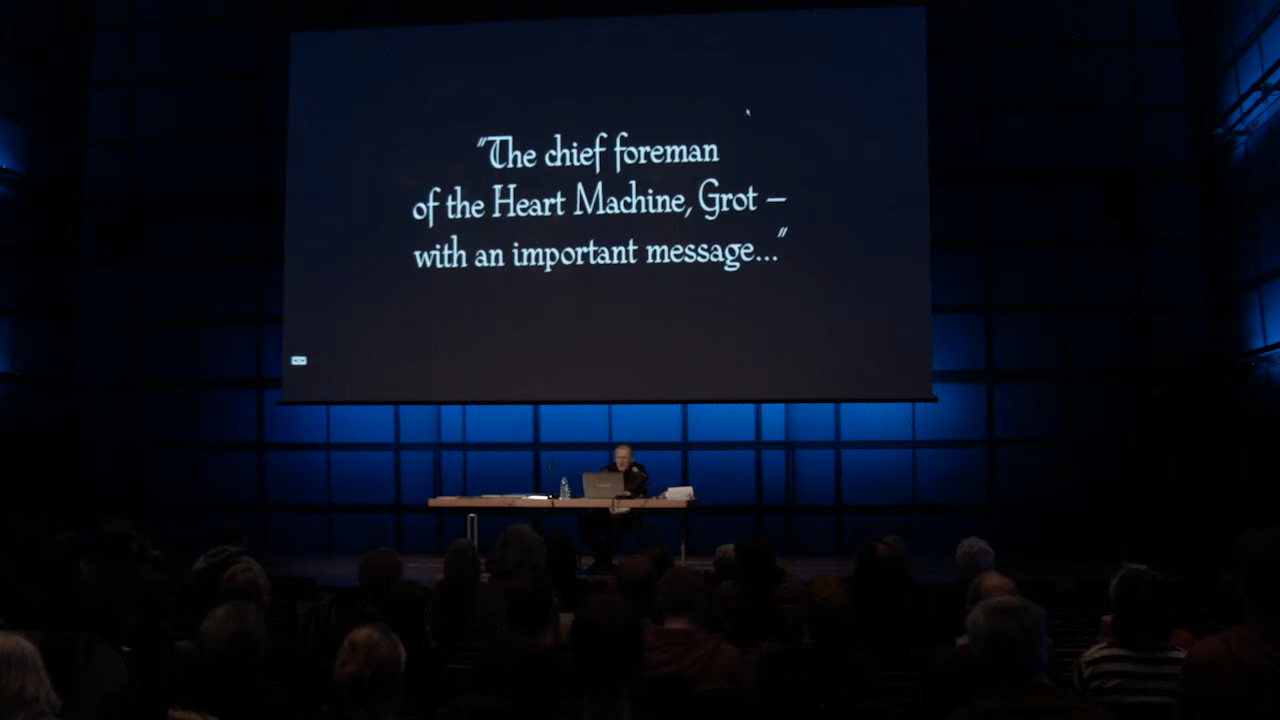 "The chief foreman
of the Heart Machine, Grot –
with an important message..."